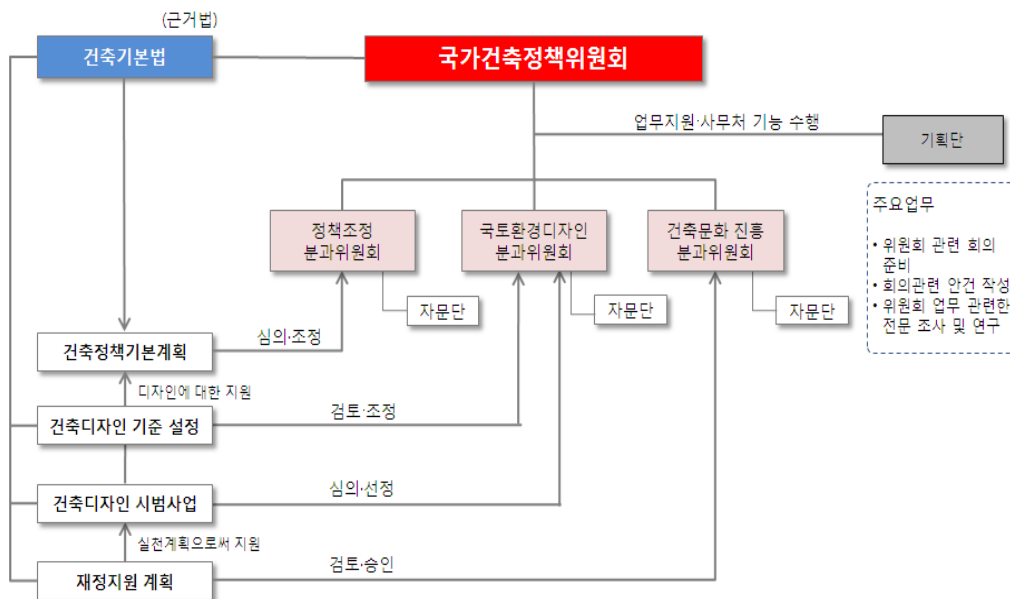 (근거법)
건축기본법
국가건축정책위원회
업무지원·사무처 기능 수행
기획단
주요업무
• 위원회 관련 회의
준비
• 회의관련 안건 작성
• 위원회 업무 관련한
전문 조사 및 연구
정책조정
분과위원회
국토환경디자인
분과위원회
건축문화 진흥
분과위원회
자문단
자문단
자문단
건축정책기본계획
심의·조정
디자인에 대한 지원
건축디자인 기준 설정
검토·조정
건축디자인 시범사업
심의·선정
실천계획으로써 지원
재정지원 계획
검토·승인